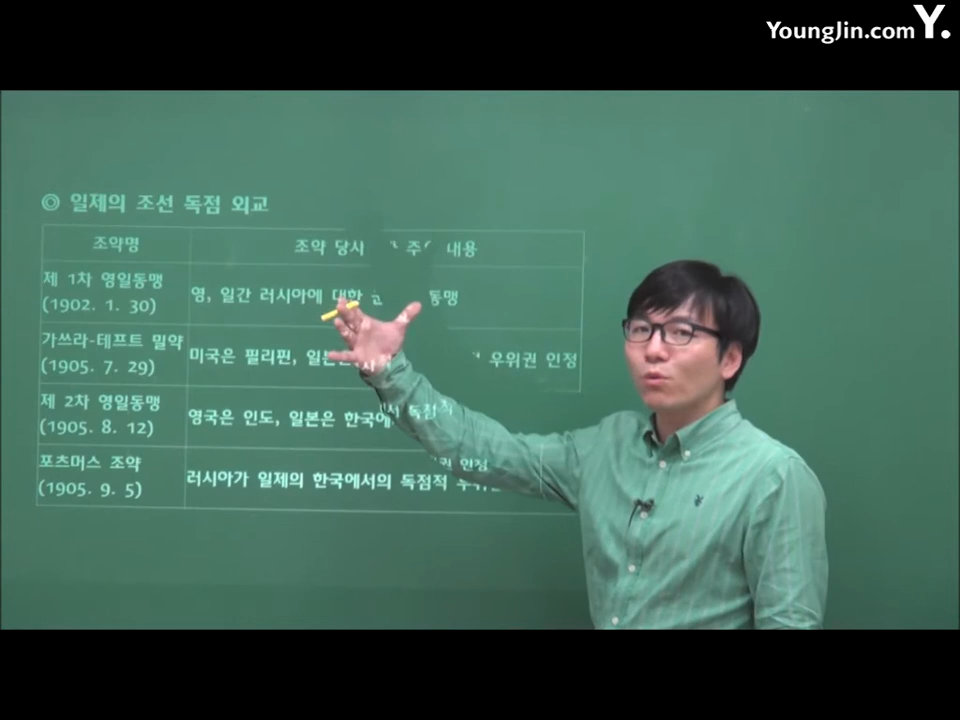 YoungJin.com Y.
◎ 일제의 조선 독점 외교
조약명
조약 당사 주 내용
제 1차 영일동맹
(1902. 1. 30)
영, 일간 러시아에 대한 동맹
가쓰라-테프트 밀약
(1905. 7. 29)
미국은 필리핀, 우위권 인정
제 2차 영일동맹
(1905. 8. 12)
영국은 인도, 일본은 한국에서 독점적
인정
포츠머스 조약
(1905. 9. 5)
러시아가 일제의 한국에서의 독점적